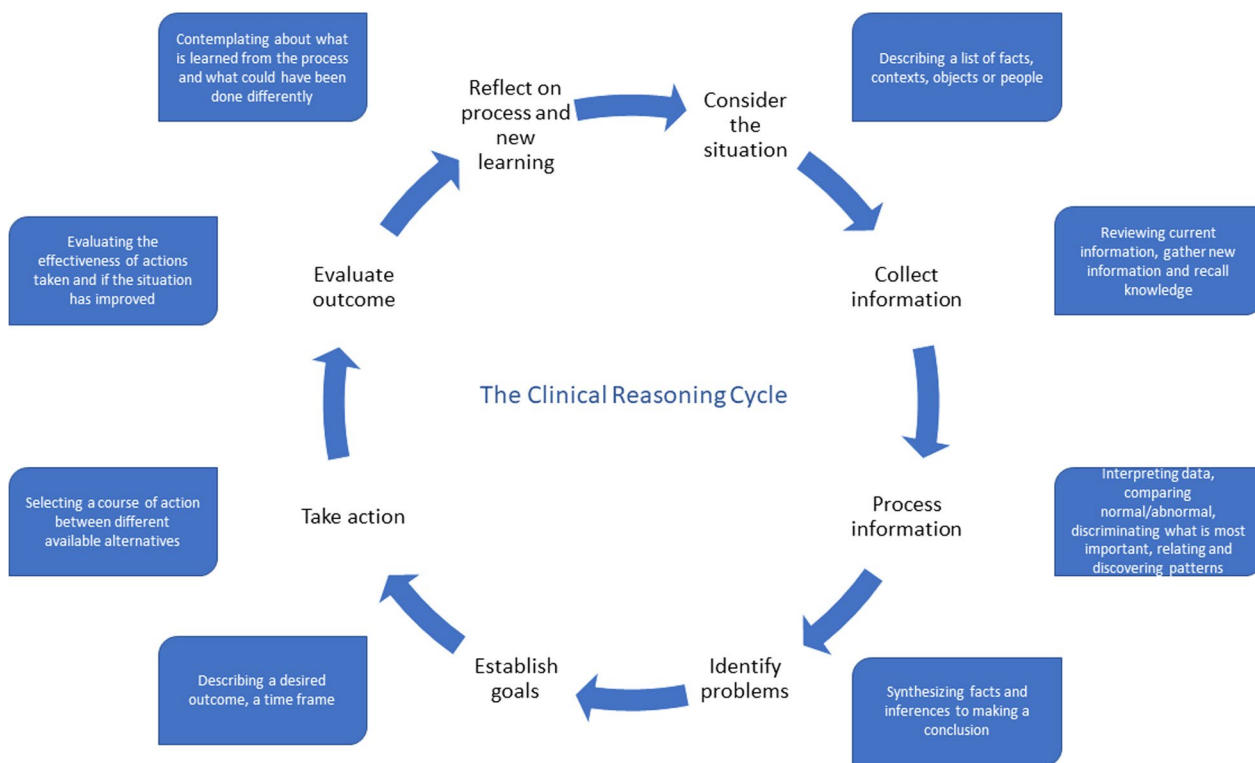 Contemplating about what
is learned from the process
and what could have been
done differently
Reflect on
process and
new
learning
Consider
the
situation
Describing a list of facts,
contexts, objects or
people
Evaluating the
effectiveness of actions
taken and if the situation
has improved
Evaluate
outcome
Collect
information
Reviewing current
information, gather new
information and recall
knowledge
The Clinical Reasoning Cycle
Selecting a course of action
between different
available alternatives
Take action
Process
information
Interpreting data,
comparing
normal/abnormal,
discriminating what is most
important, relating and
discovering patterns
Describing a desired
outcome, a time frame
Establish
goals
Identify
problems
Synthesizing facts and
inferences to making a
conclusion